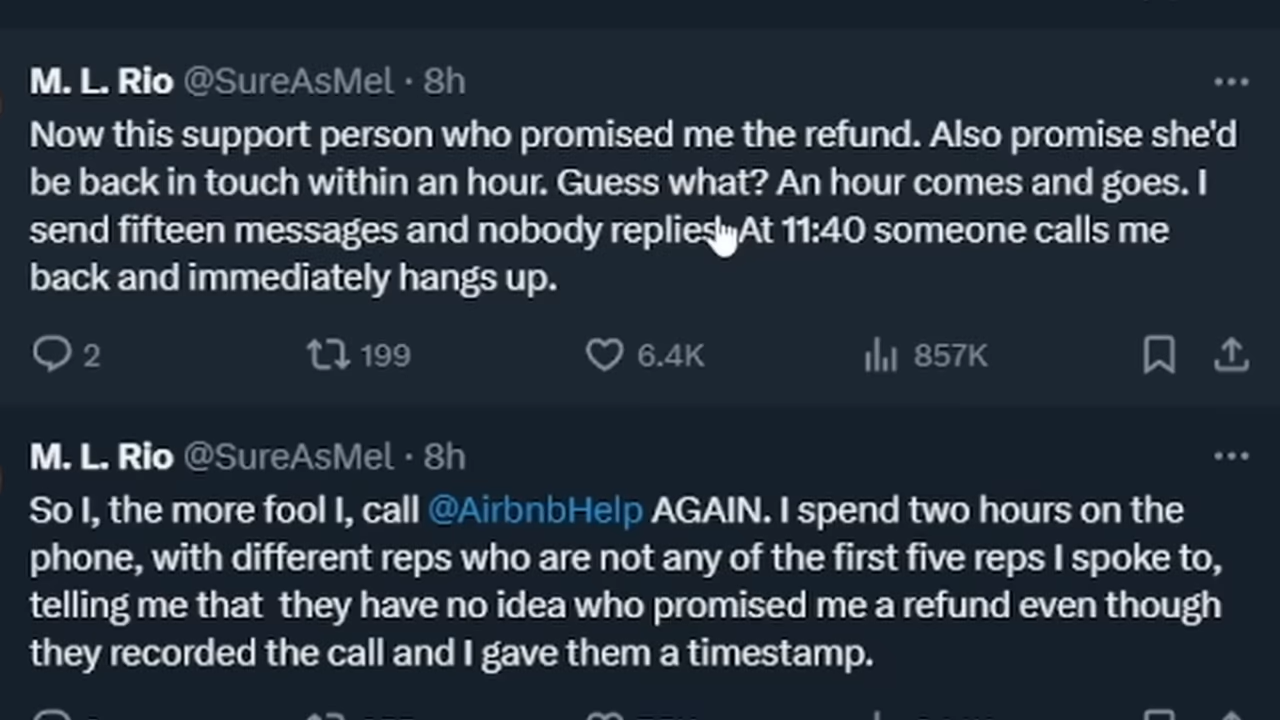 M. L. Rio @SureAsMel · 8h
Now this support person who promised me the refund. Also promise she'd
be back in touch within an hour. Guess what? An hour comes and goes. I
send fifteen messages and nobody replies. At 11:40 someone calls me
back and immediately hangs up.
2 199 6.4K 857K
M. L. Rio @SureAsMel · 8h
So I, the more fool I, call @AirbnbHelp AGAIN. I spend two hours on the
phone, with different reps who are not any of the first five reps I spoke to,
telling me that  they have no idea who promised me a refund even though
they recorded the call and I gave them a timestamp.